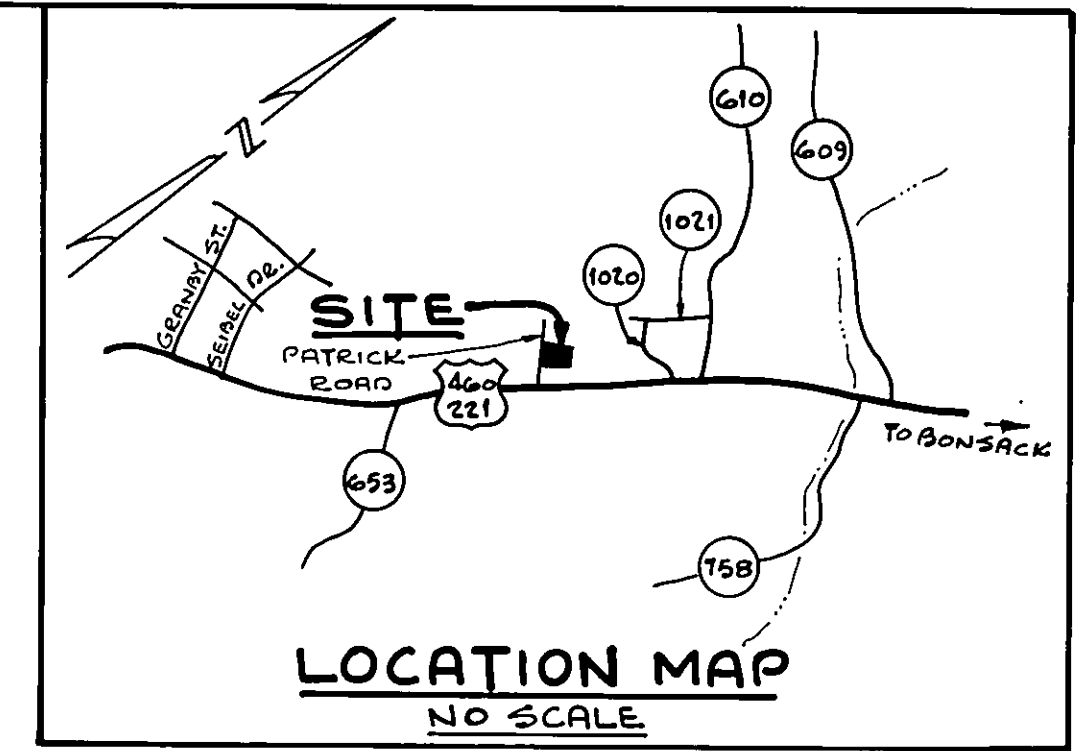 N
610
609
1021
1020
GRANBY ST.
SEIBEL DR.
SITE
PATRICK
ROAD
460
221
TO BONSACK
653
758
LOCATION MAP
NO SCALE